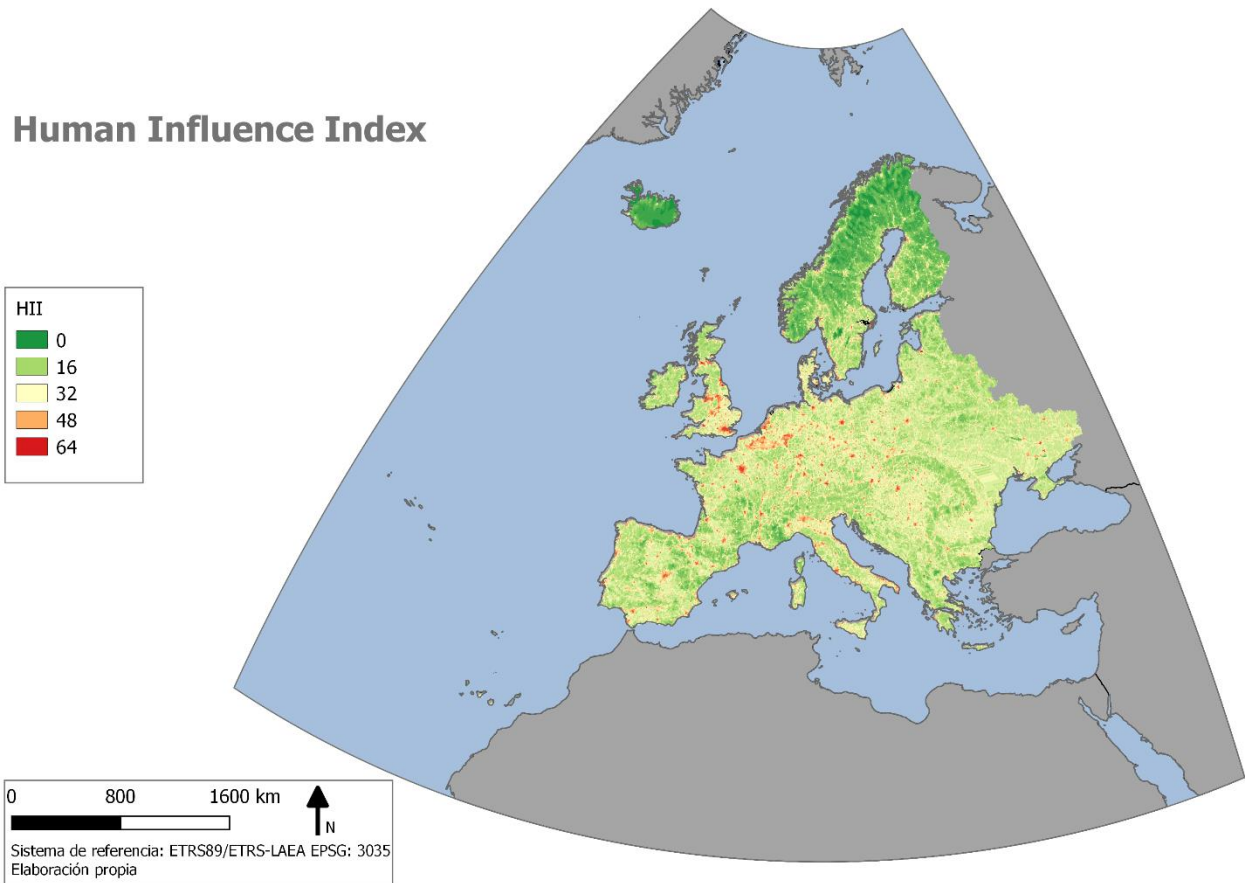 Human Influence Index
HII
0
16
32
48
64
0 800 1600 km
N
Sistema de referencia: ETRS89/ETRS-LAEA EPSG: 3035
Elaboración propia